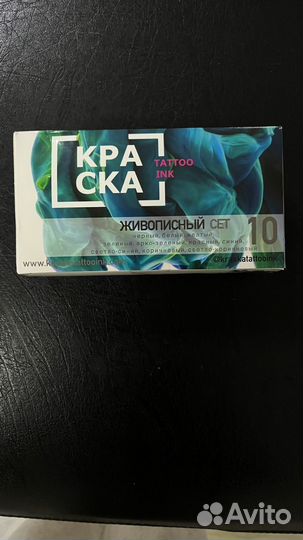 КРА
СКА
TATTOO
INK
ЖИВОПИСНЫЙ СЕТ
10
черный, белый, желтый,
зеленый, ярко-зеленый, красный, синий,
светло-синий, коричневый, светло-коричневый
@kraskatattooink
Avito